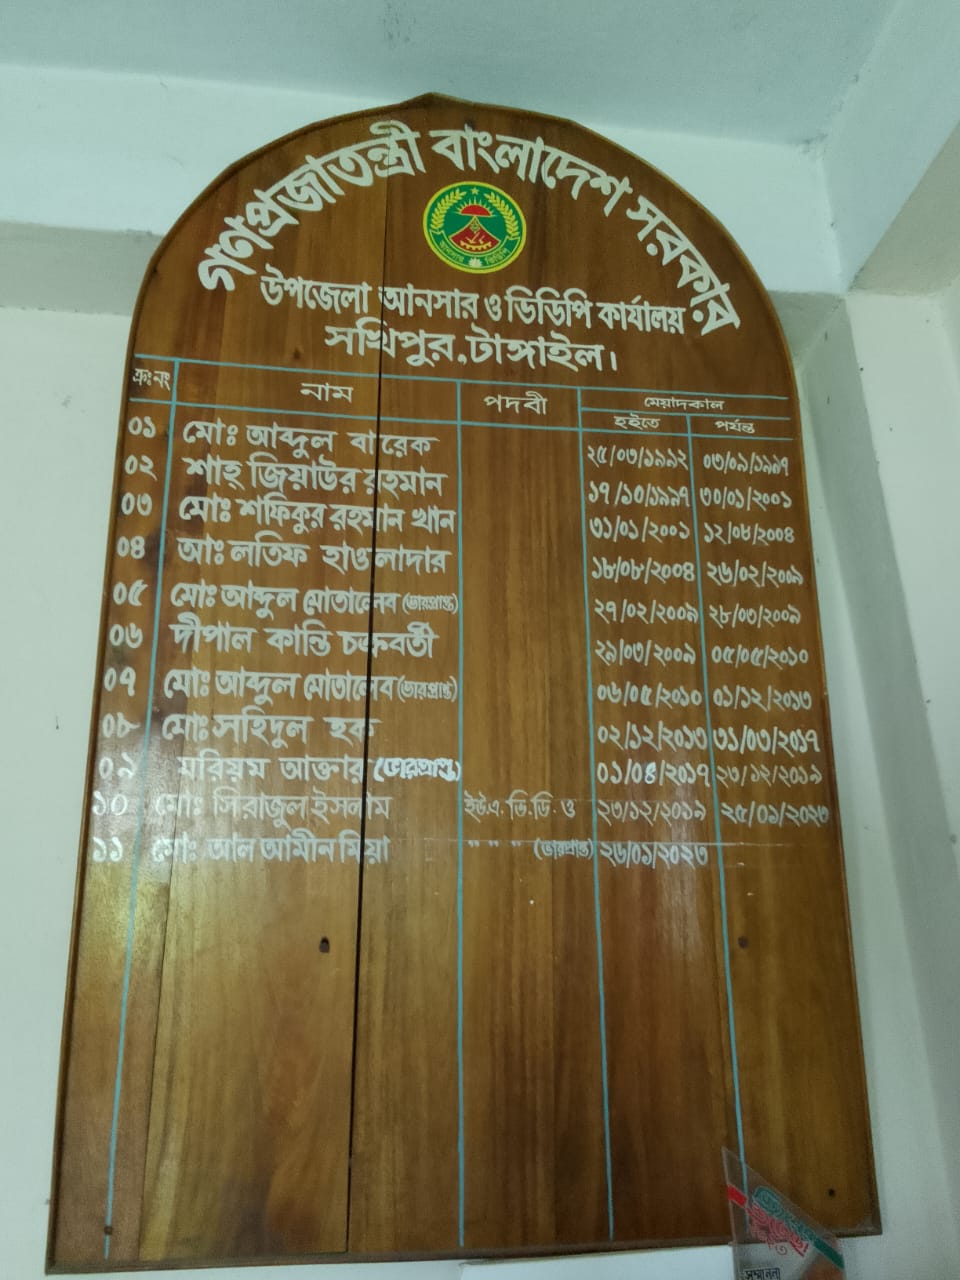 গণপ্রজাতন্ত্রী বাংলাদেশ সরকার
আনসার ভিডিপি
উপজেলা আনসার ও ভিডিপি কার্যালয়
সখিপুর,টাঙ্গাইল।
ক্রঃনং নাম পদবী মেয়াদকাল
হইতে পর্যন্ত
০১ মোঃ আব্দুল বারেক ২৫/০৩/১৯৯২ ০৩/০৯/১৯৯৭
০২ শাহ্ জিয়াউর রহমান ১৭/১০/১৯৯৭ ৩০/০১/২০০১
০৩ মোঃ শফিকুর রহমান খান ৩১/০১/২০০১ ১২/০৮/২০০৪
০৪ আঃ লতিফ হাওলাদার ১৮/০৮/২০০৪ ২৬/০২/২০০৯
০৫ মোঃ আব্দুল মোতালেব (ভারপ্রাপ্ত) ২৭/০২/২০০৯ ২৮/০৩/২০০৯
০৬ দীপাল কান্তি চক্রবর্তী ২৯/০৩/২০০৯ ০৫/০৫/২০১০
০৭ মোঃ আব্দুল মোতালেব (ভারপ্রাপ্ত) ০৬/০৫/২০১০ ০১/১২/২০১৩
০৮ মোঃ সহিদুল হক ০২/১২/২০১৩ ৩১/০৩/২০১৭
০৯ মরিয়ম আক্তার (ভারপ্রাপ্ত) ০১/০৪/২০১৭ ২৩/১২/২০১৯
১০ মোঃ সিরাজুল ইসলাম ইউ.এ. ভি.ডি. ও ২৩/১২/২০১৯ ২৫/০১/২০২৩
১১ মোঃ আল আমীন মিয়া " " " (ভারপ্রাপ্ত) ২৬/০১/২০২৩
সম্মাননা